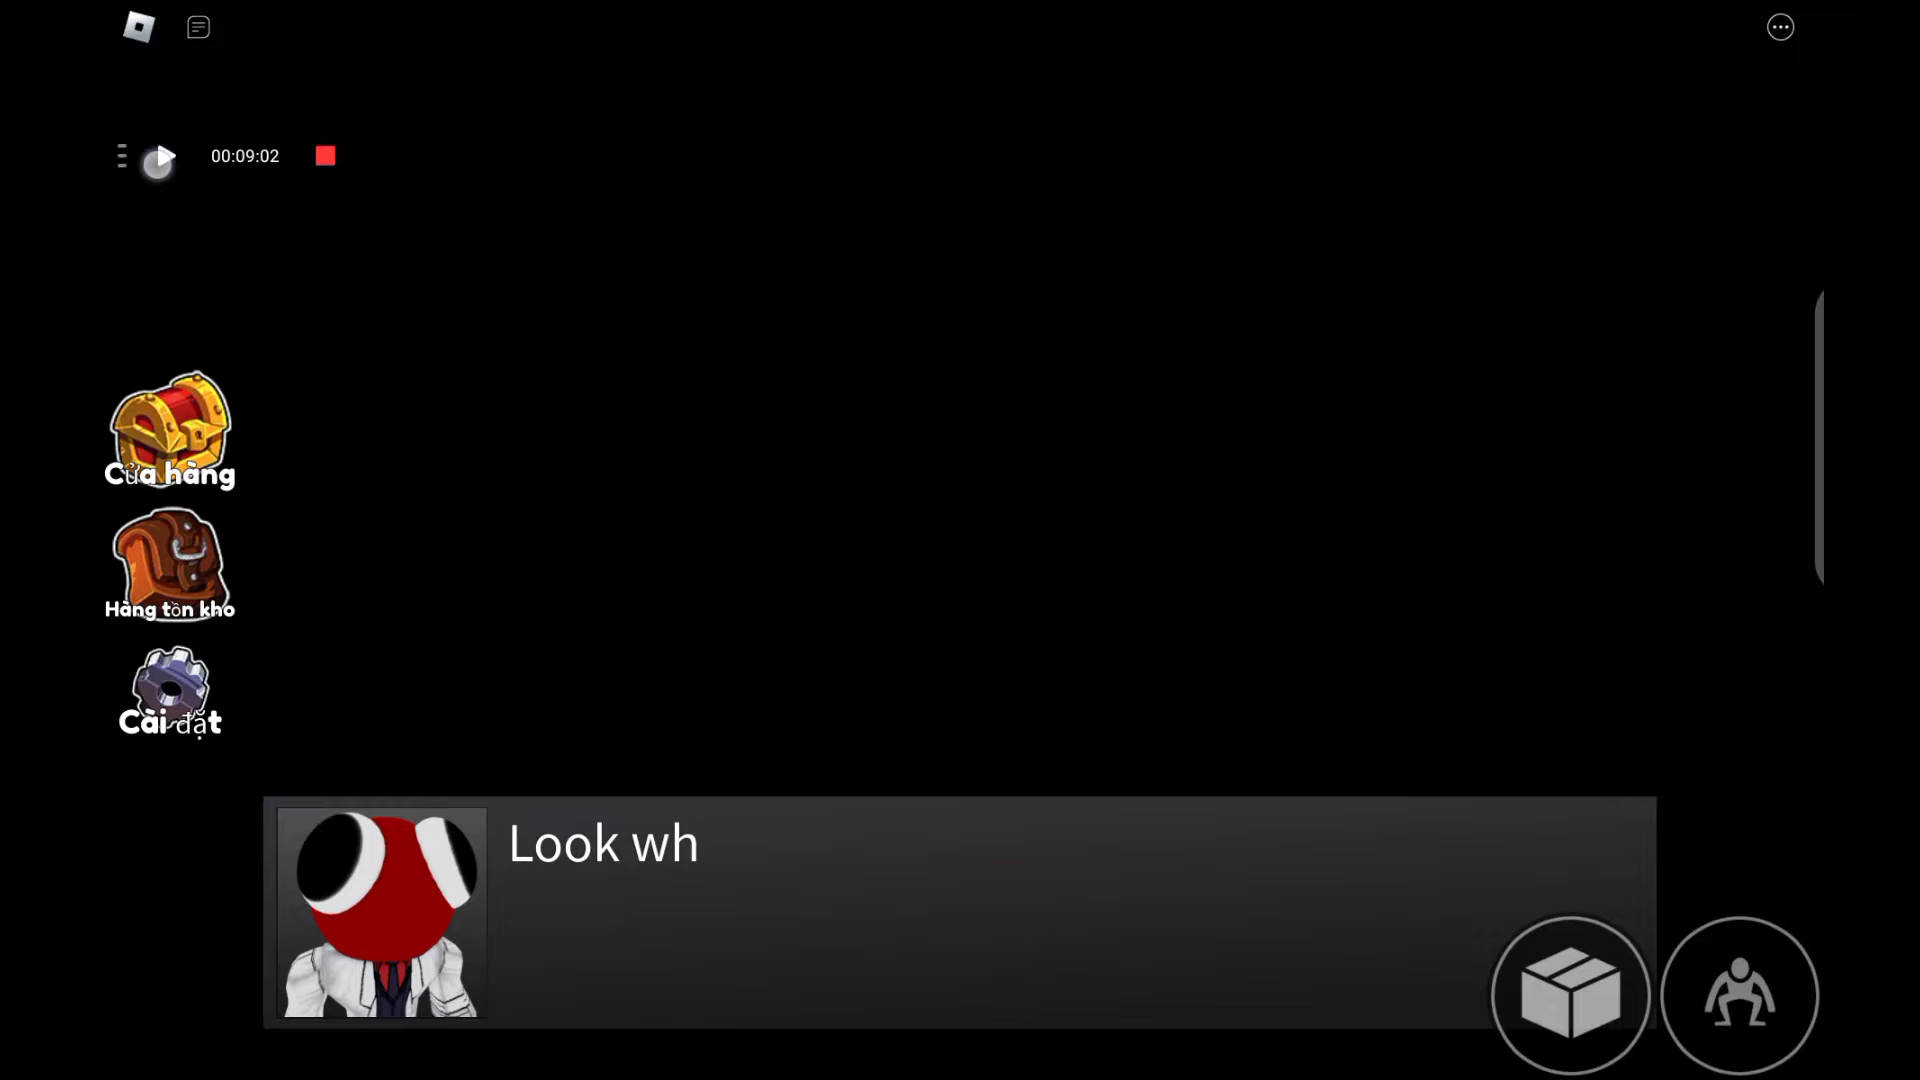 00:09:02
Cửa hàng
Hàng tồn kho
Cài đặt
Look wh